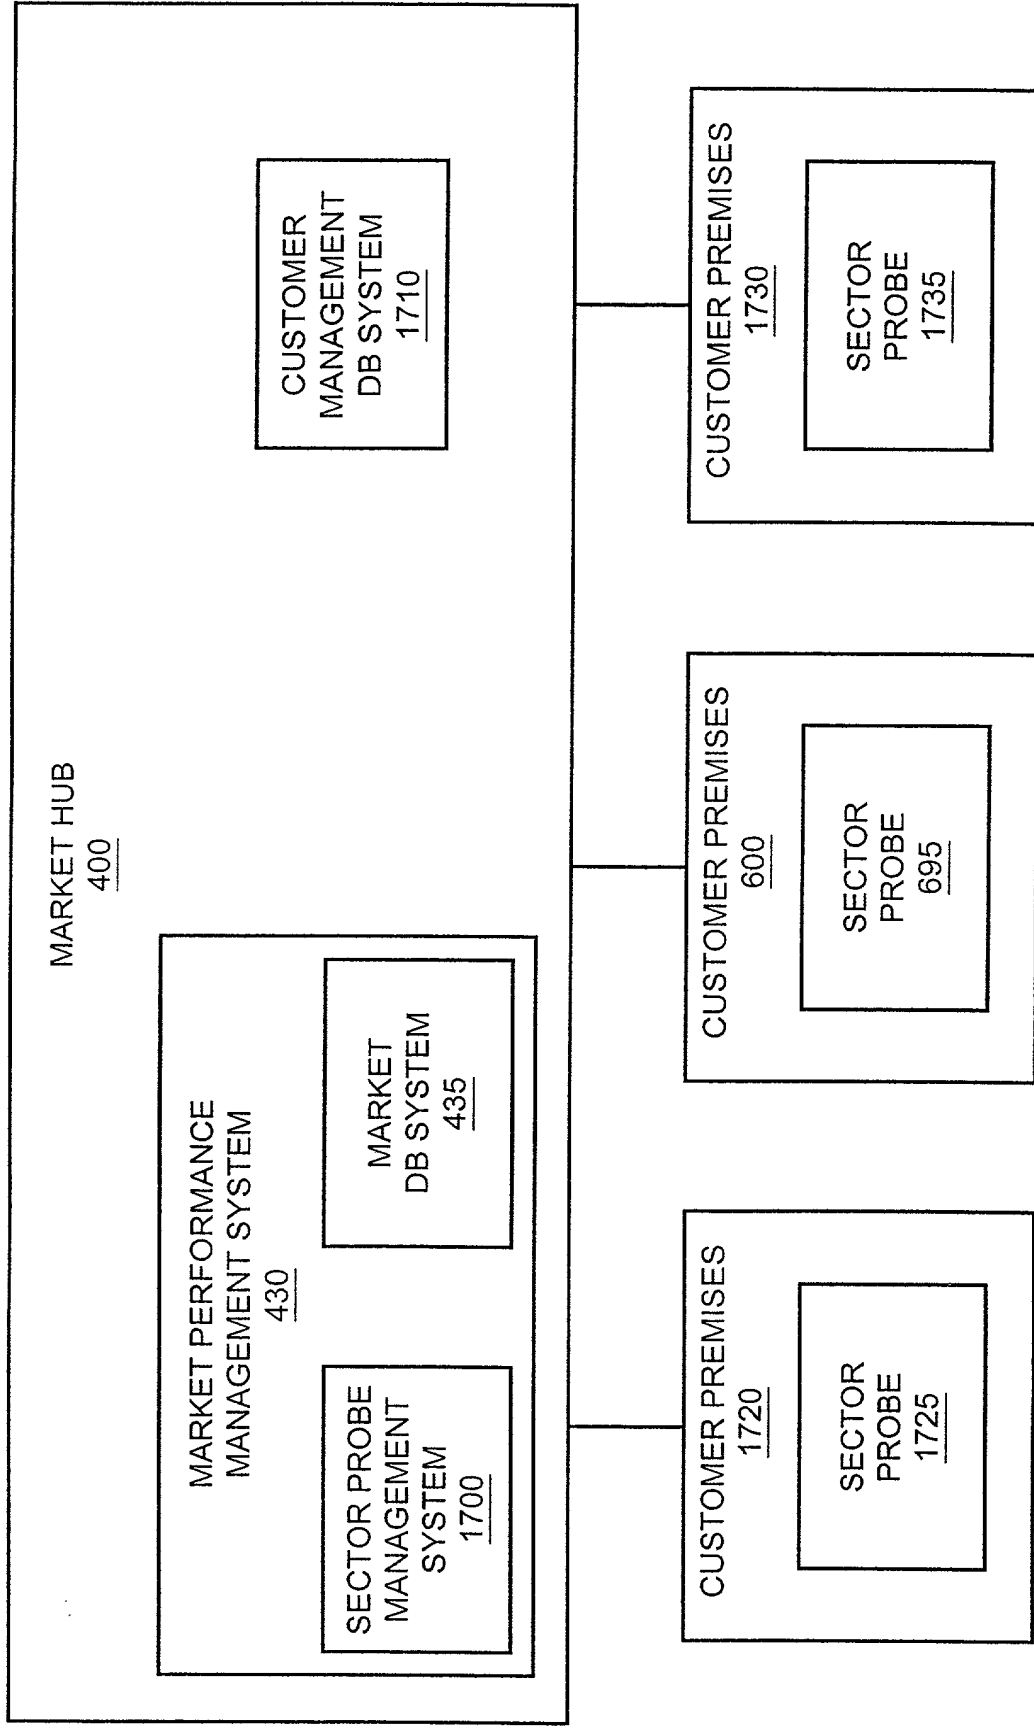 MARKET HUB
400
MARKET PERFORMANCE
MANAGEMENT SYSTEM
430
SECTOR PROBE
MANAGEMENT
SYSTEM
1700
MARKET
DB SYSTEM
435
CUSTOMER
MANAGEMENT
DB SYSTEM
1710
CUSTOMER PREMISES
1720
SECTOR
PROBE
1725
CUSTOMER PREMISES
600
SECTOR
PROBE
695
CUSTOMER PREMISES
1730
SECTOR
PROBE
1735